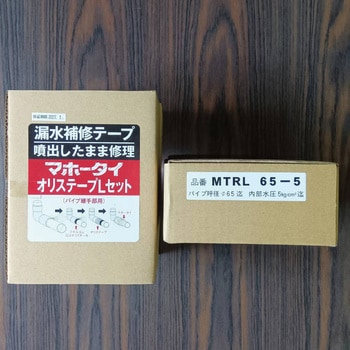 漏水補修テープ
噴出したまま修理
マホータイ
オリステープLセット
(パイプ継手部用)
品番 MTRL 65-5
パイプ呼径φ65迄 内部水圧5kg/cm²迄